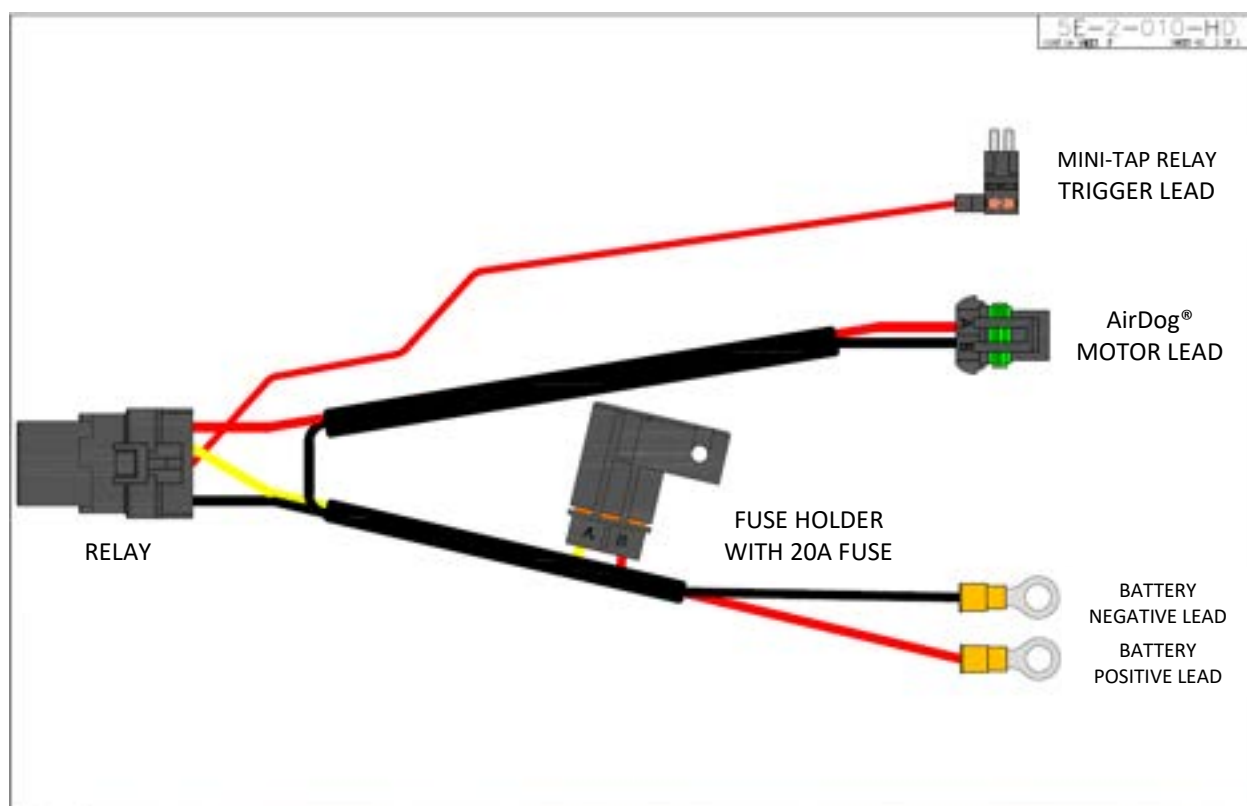 5E-2-010-HD
MINI-TAP RELAY
TRIGGER LEAD
AirDog®
MOTOR LEAD
A
B
A B
FUSE HOLDER
WITH 20A FUSE
RELAY
BATTERY
NEGATIVE LEAD
BATTERY
POSITIVE LEAD